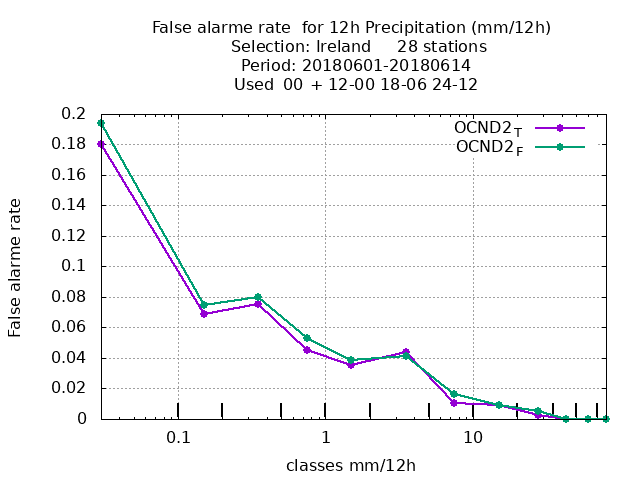 False alarme rate  for 12h Precipitation (mm/12h)
Selection: Ireland     28 stations
Period: 20180601-20180614
Used  00  + 12-00 18-06 24-12
OCND2T
OCND2F
0.2
0.18
0.16
0.14
0.12
0.1
0.08
0.06
0.04
0.02
0
False alarme rate
0.1 1 10
classes mm/12h